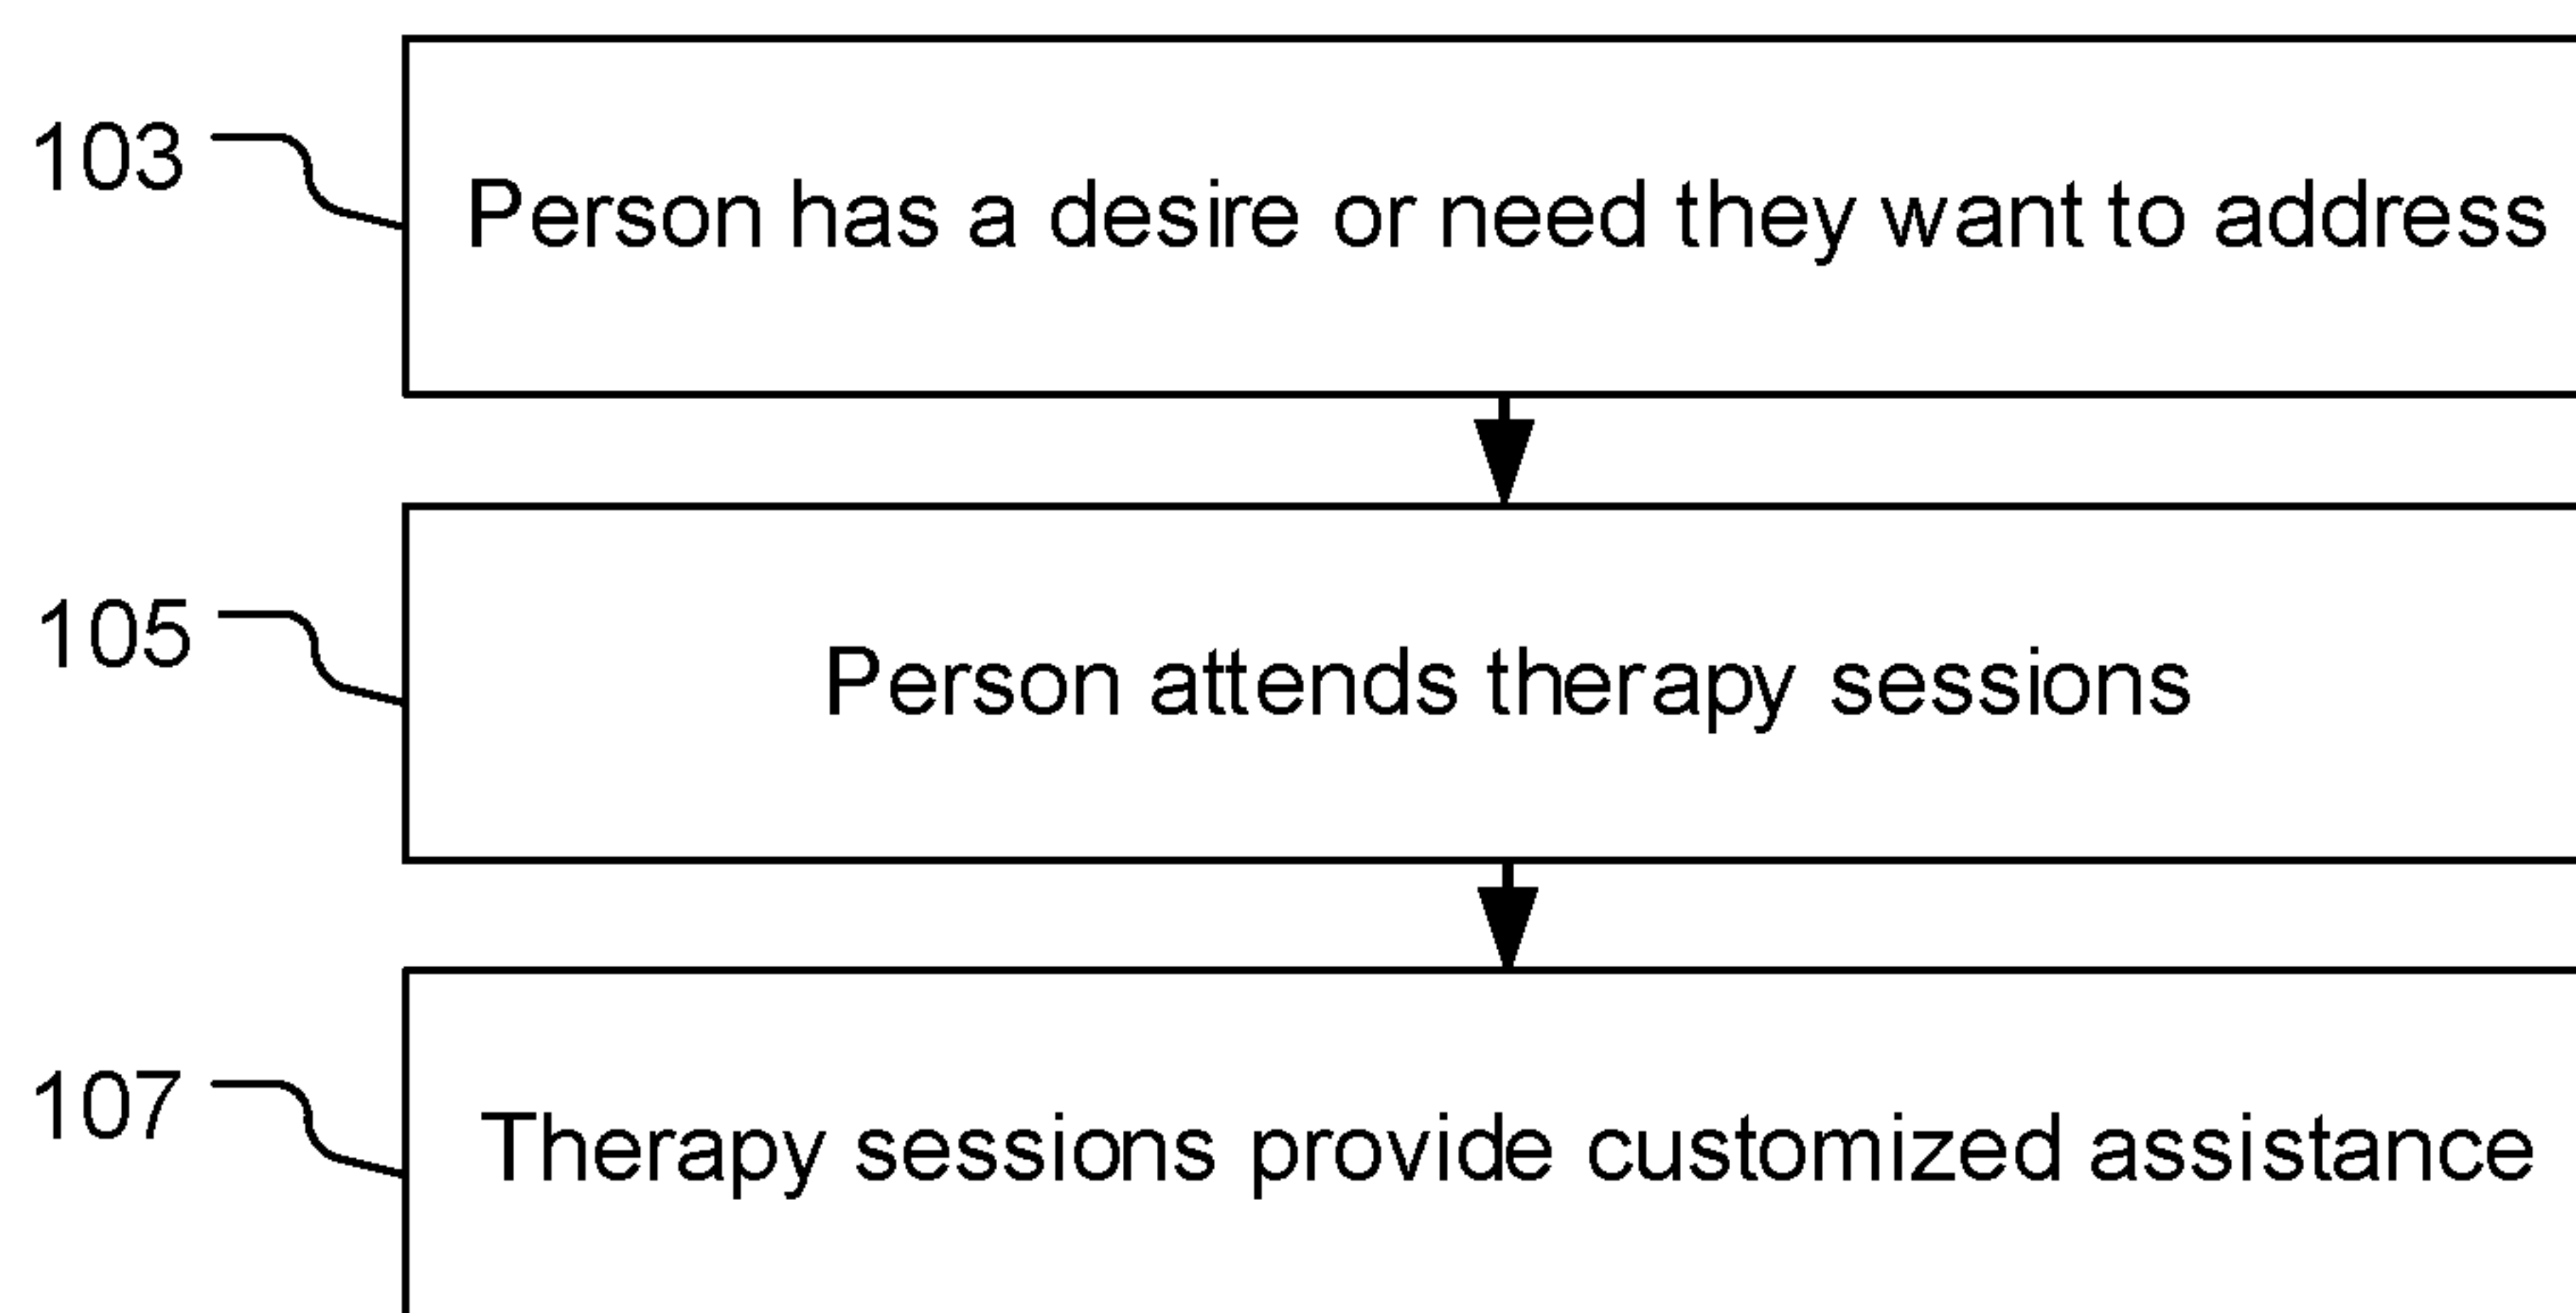 103
Person has a desire or need they want to address
105
Person attends therapy sessions
107
Therapy sessions provide customized assistance